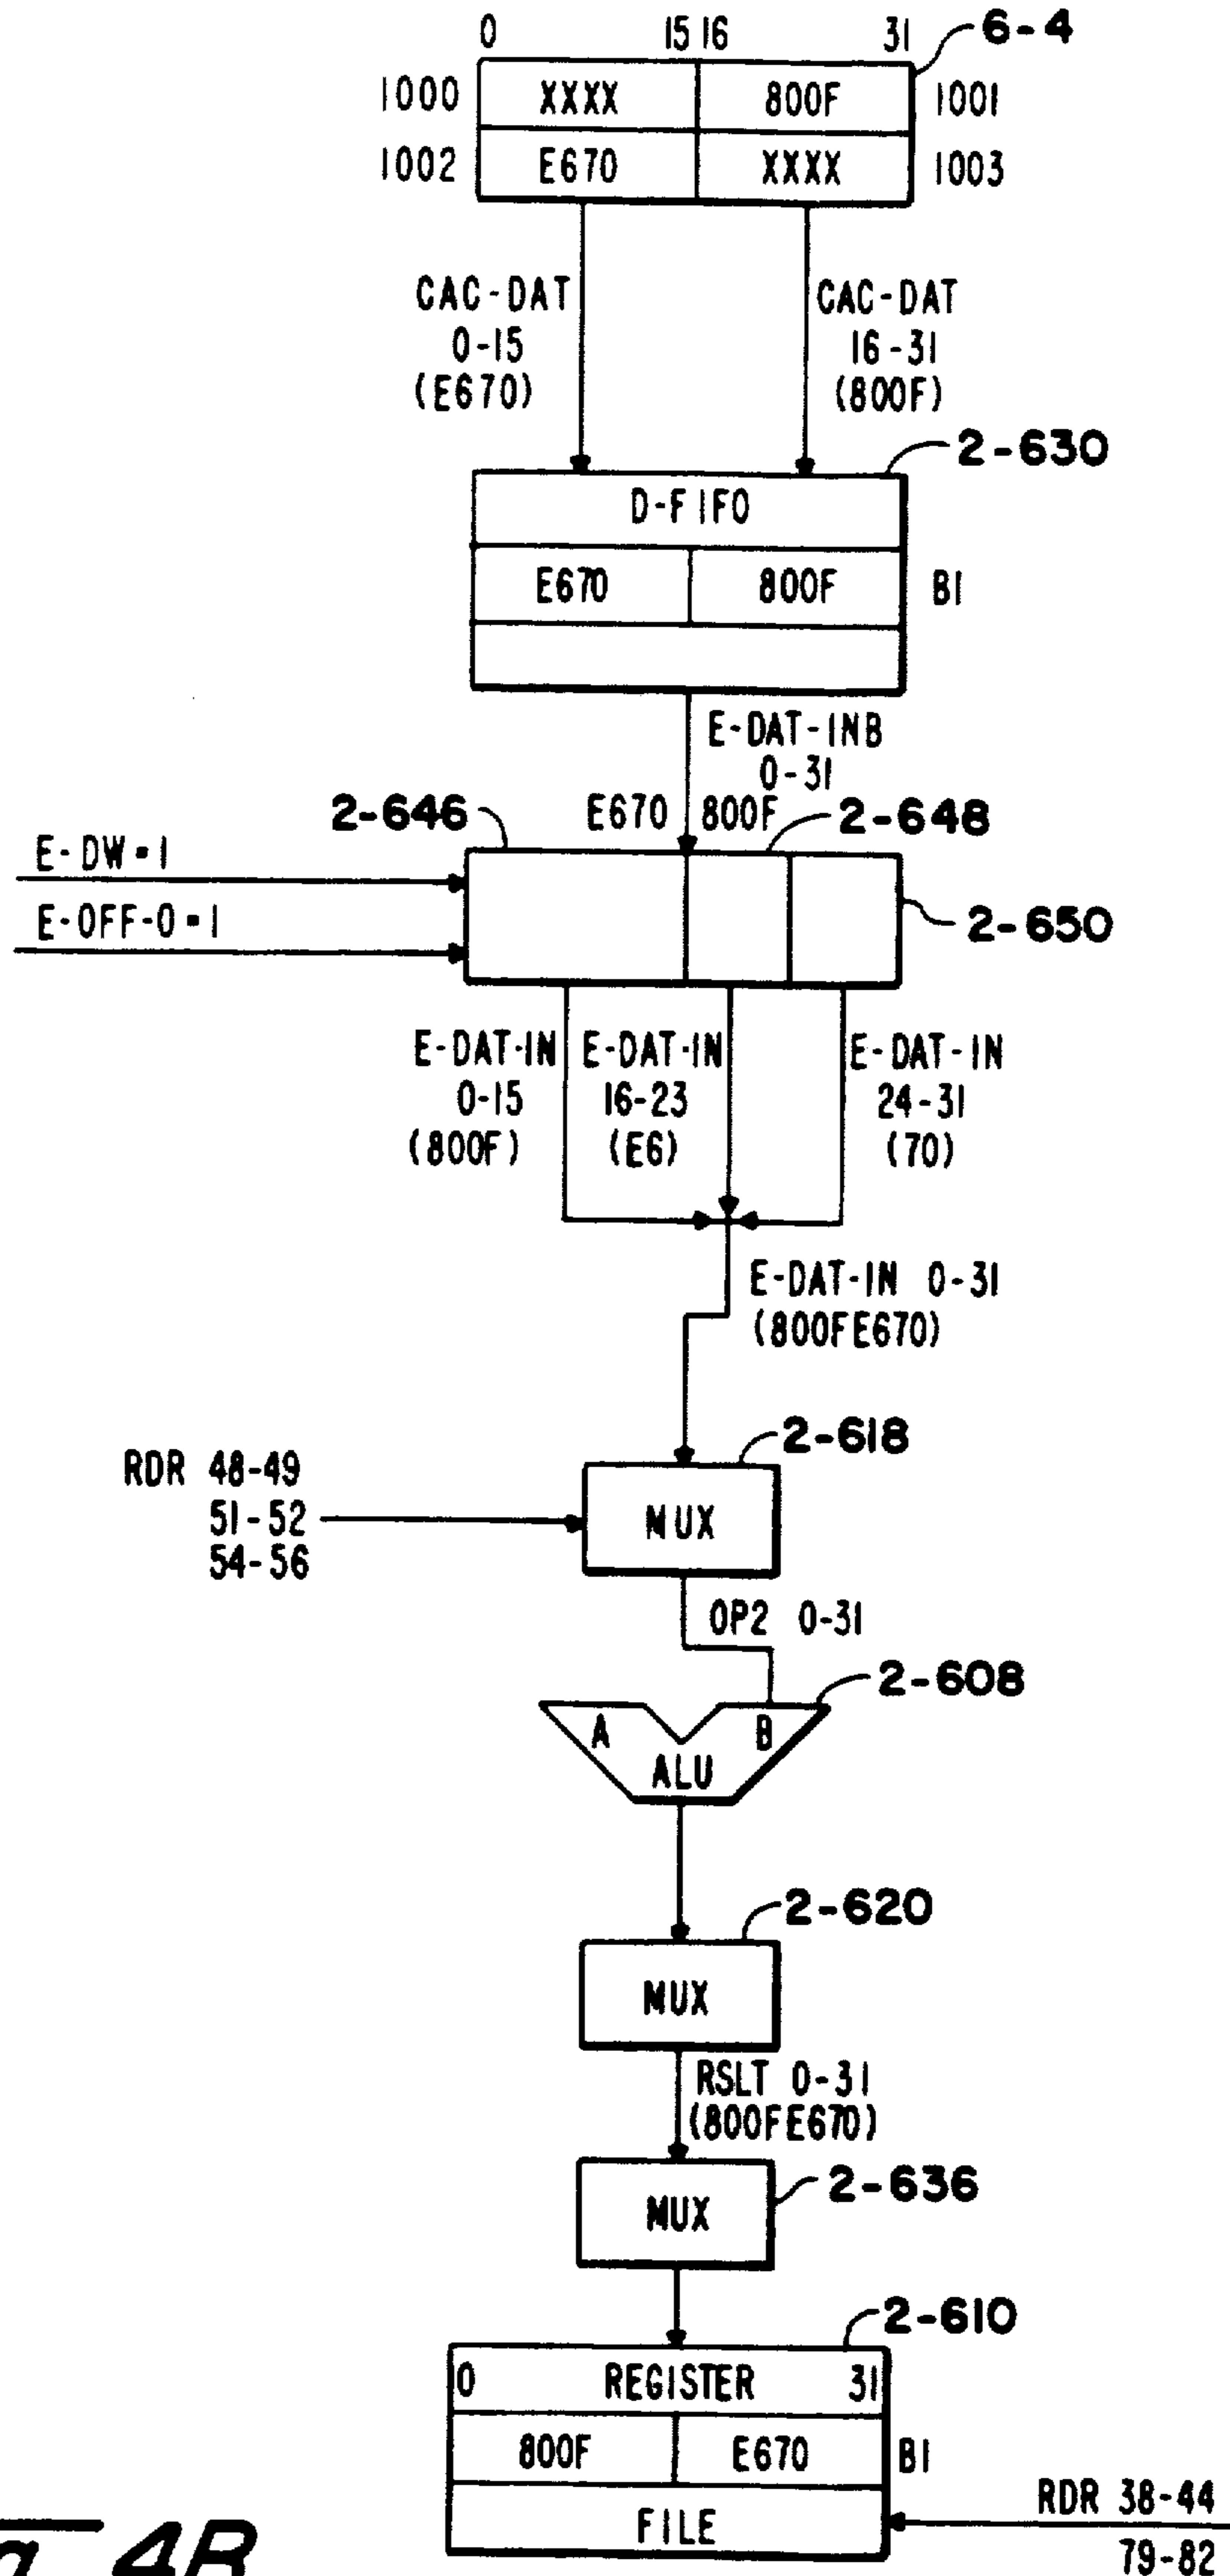 0 15 16 31 6-4
1000 XXXX 800F 1001
1002 E670 XXXX 1003
CAC-DAT
0-15
(E670)
CAC-DAT
16-31
(800F)
2-630
D-FIFO
E670 800F B1
E-DAT-INB
0-31
2-646 E670 800F 2-648
E-DW=1
E-OFF-0=1
2-650
E-DAT-IN
0-15
(800F)
E-DAT-IN
16-23
(E6)
E-DAT-IN
24-31
(70)
E-DAT-IN 0-31
(800FE670)
2-618
RDR 48-49
51-52
54-56
MUX
OP2 0-31
2-608
A B
ALU
2-620
MUX
RSLT 0-31
(800FE670)
2-636
MUX
2-610
0 REGISTER 31
800F E670 B1
FILE
RDR 38-44
79-82
4B